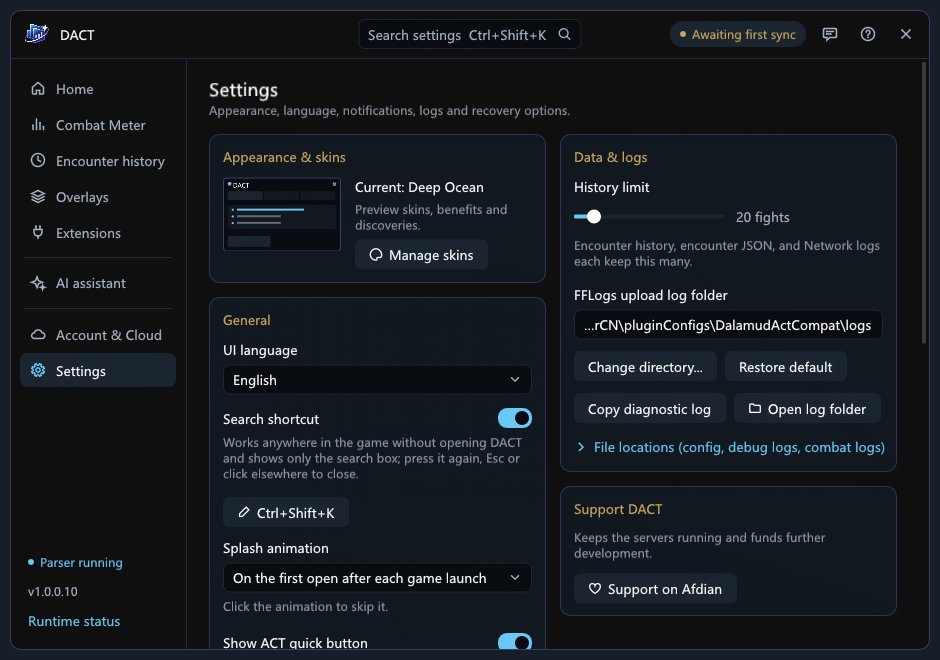 DACT
Search settings Ctrl+Shift+K
Awaiting first sync
Home
Combat Meter
Encounter history
Overlays
Extensions
AI assistant
Account & Cloud
Settings
Parser running
v1.0.0.10
Runtime status
Settings
Appearance, language, notifications, logs and recovery options.
Appearance & skins
DACT
Current: Deep Ocean
Preview skins, benefits and
discoveries.
Manage skins
General
UI language
English
Search shortcut
Works anywhere in the game without opening DACT
and shows only the search box; press it again, Esc or
click elsewhere to close.
Ctrl+Shift+K
Splash animation
On the first open after each game launch
Click the animation to skip it.
Show ACT quick button
Data & logs
History limit
20 fights
Encounter history, encounter JSON, and Network logs
each keep this many.
FFLogs upload log folder
...rCN\pluginConfigs\DalamudActCompat\logs
Change directory...
Restore default
Copy diagnostic log
Open log folder
File locations (config, debug logs, combat logs)
Support DACT
Keeps the servers running and funds further
development.
Support on Afdian